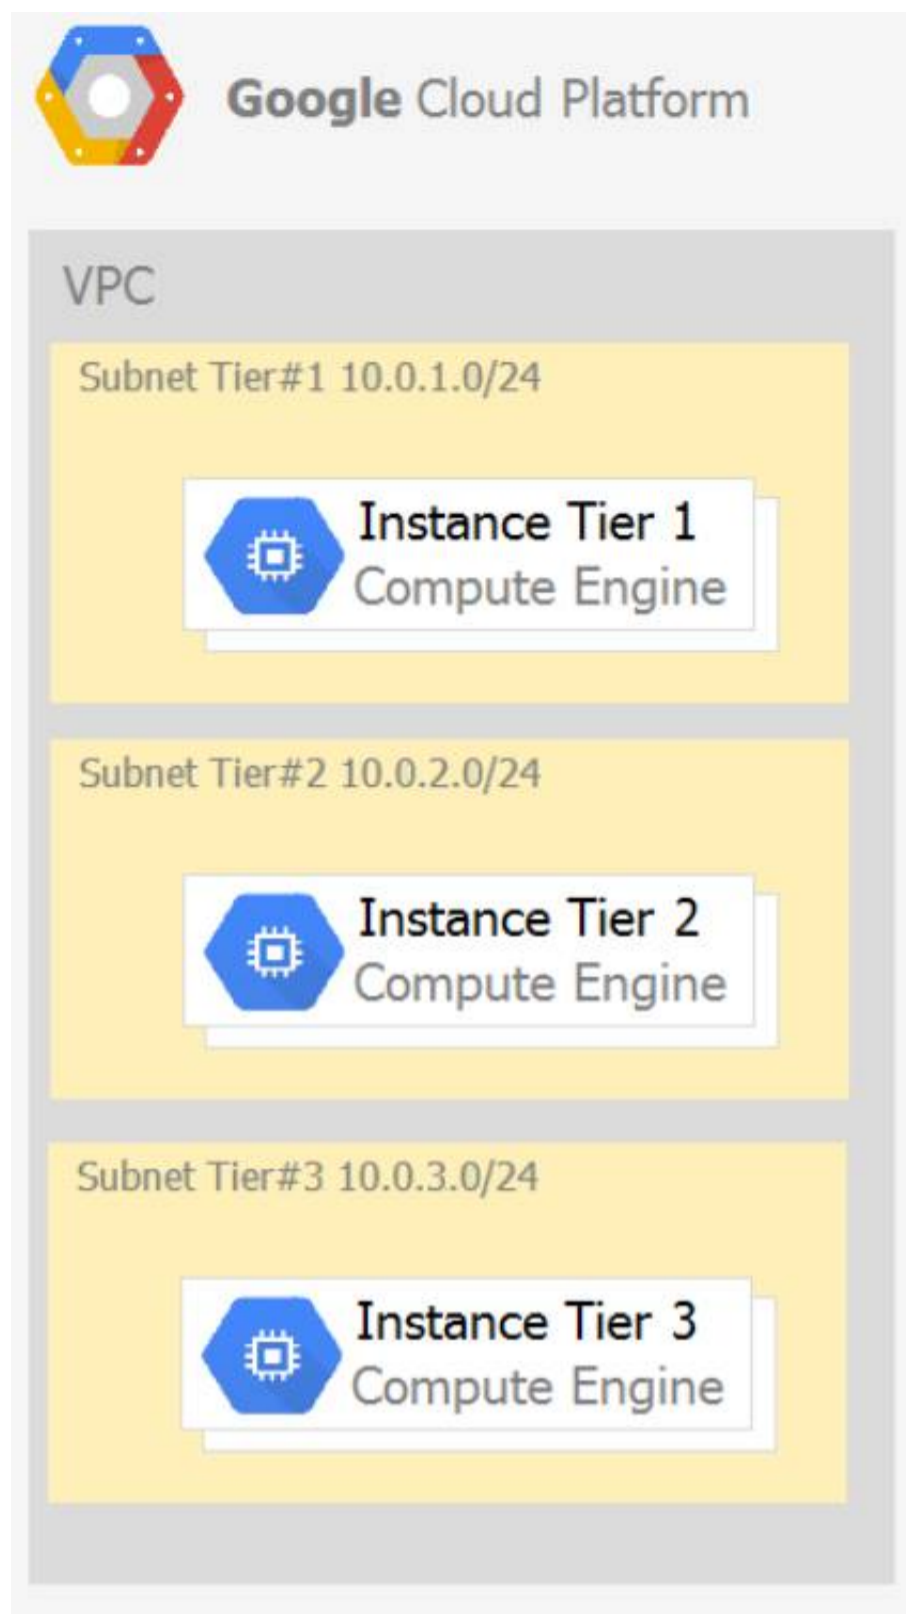 Google Cloud Platform
VPC
Subnet Tier#1 10.0.1.0/24
Instance Tier 1
Compute Engine
Subnet Tier#2 10.0.2.0/24
Instance Tier 2
Compute Engine
Subnet Tier#3 10.0.3.0/24
Instance Tier 3
Compute Engine